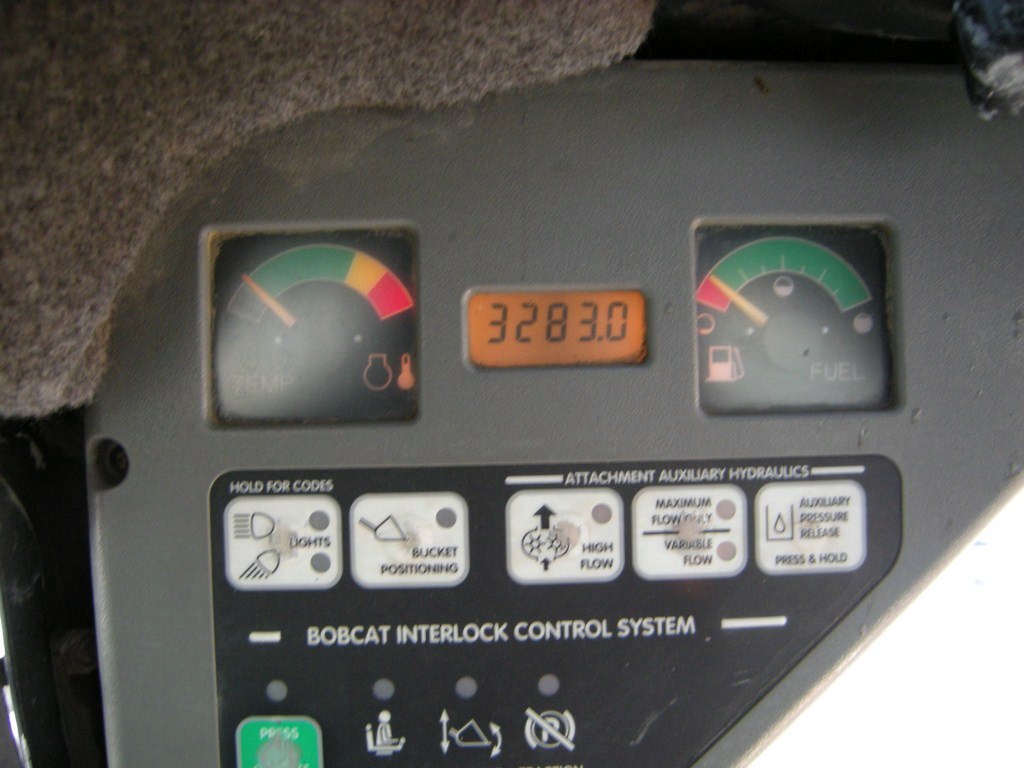 3283.0
TEMP
FUEL
HOLD FOR CODES
ATTACHMENT AUXILIARY HYDRAULICS
LIGHTS
BUCKET
POSITIONING
HIGH
FLOW
MAXIMUM
FLOW ONLY
VARIABLE
FLOW
AUXILIARY
PRESSURE
RELEASE
PRESS & HOLD
BOBCAT INTERLOCK CONTROL SYSTEM
PRESS